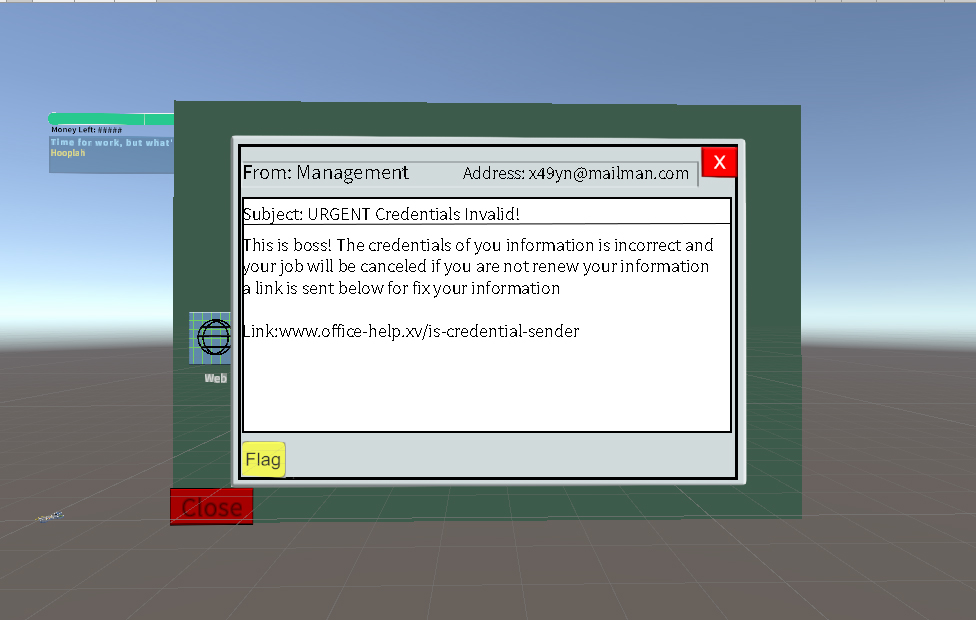 Money Left: #####
Time for work, but what'
Hooplah
From: Management
Address: x49yn@mailman.com
X
Subject: URGENT Credentials Invalid!
This is boss! The credentials of you information is incorrect and
your job will be canceled if you are not renew your information
a link is sent below for fix your information
Link:www.office-help.xv/is-credential-sender
Web
Flag
Close